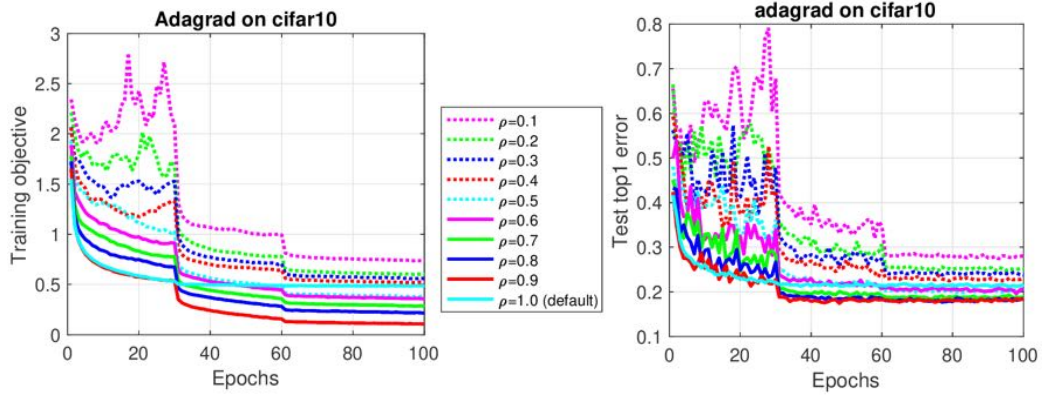 Adagrad on cifar10
3
2.5
2
1.5
1
0.5
0
0 20 40 60 80 100
Training objective
Epochs
ρ=0.1
ρ=0.2
ρ=0.3
ρ=0.4
ρ=0.5
ρ=0.6
ρ=0.7
ρ=0.8
ρ=0.9
ρ=1.0 (default)
adagrad on cifar10
0.8
0.7
0.6
0.5
0.4
0.3
0.2
0.1
0 20 40 60 80 100
Test top1 error
Epochs